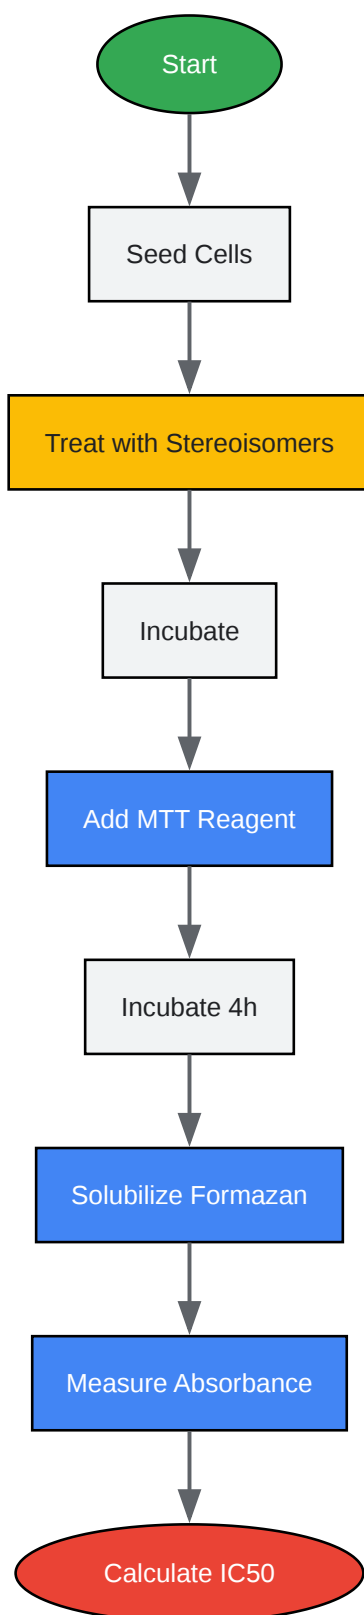 Start
Seed Cells
Treat with Stereoisomers
Incubate
Add MTT Reagent
Incubate 4h
Solubilize Formazan
Measure Absorbance
Calculate IC50